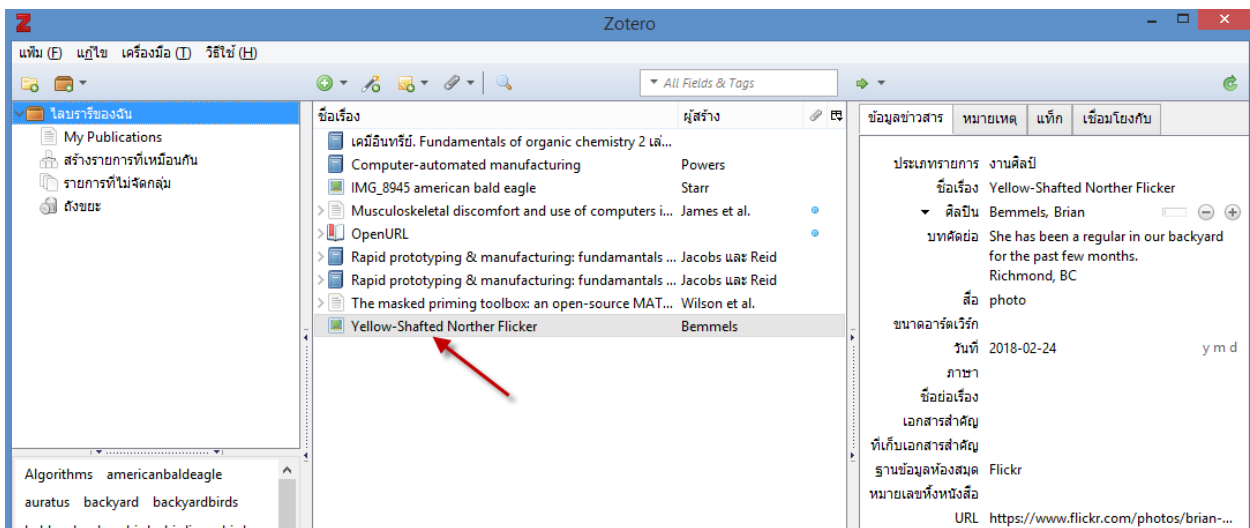 Z Zotero
แฟ้ม (F) แก้ไข เครื่องมือ (T) วิธีใช้ (H)
All Fields & Tags
ไลบรารีของฉัน
My Publications
สร้างรายการที่เหมือนกัน
รายการที่ไม่จัดกลุ่ม
ถังขยะ
Algorithms americanbaldeagle
auratus backyard backyardbirds
ชื่อเรื่อง ผู้สร้าง
เคมีอินทรีย์. Fundamentals of organic chemistry 2 เล่...
Computer-automated manufacturing Powers
IMG_8945 american bald eagle Starr
Musculoskeletal discomfort and use of computers i... James et al.
OpenURL
Rapid prototyping & manufacturing: fundamantals ... Jacobs และ Reid
Rapid prototyping & manufacturing: fundamantals ... Jacobs และ Reid
The masked priming toolbox: an open-source MAT... Wilson et al.
Yellow-Shafted Norther Flicker Bemmels
ข้อมูลข่าวสาร หมายเหตุ แท็ก เชื่อมโยงกับ
ประเภทรายการ งานศิลป์
ชื่อเรื่อง Yellow-Shafted Norther Flicker
ศิลปิน Bemmels, Brian
บทคัดย่อ She has been a regular in our backyard
for the past few months.
Richmond, BC
สื่อ photo
ขนาดอาร์ตเวิร์ก
วันที่ 2018-02-24 y m d
ภาษา
ชื่อย่อเรื่อง
เอกสารสำคัญ
ที่เก็บเอกสารสำคัญ
ฐานข้อมูลห้องสมุด Flickr
หมายเลขหิ้งหนังสือ
URL https://www.flickr.com/photos/brian-...